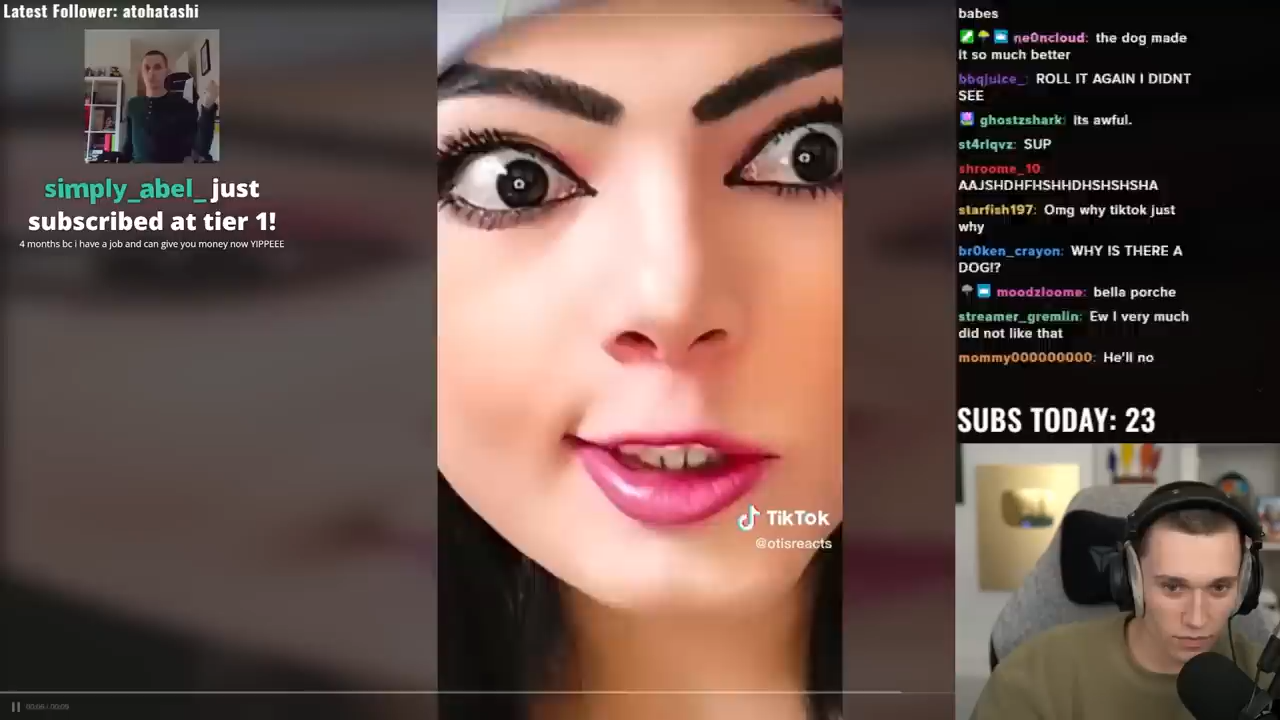 Latest Follower: atohatashi
simply_abel_ just
subscribed at tier 1!
4 months bc i have a job and can give you money now YIPPEEE
TikTok
@otisreacts
babes
ne0ncloud: the dog made
it so much better
bbqjuice_: ROLL IT AGAIN I DIDNT
SEE
ghostzshark: Its awful.
st4rlqvz: SUP
shroome_10:
AAJSHDHFHSHHDHSHSHSHA
starfish197: Omg why tiktok just
why
br0ken_crayon: WHY IS THERE A
DOG!?
moodzloome: bella porche
streamer_gremlin: Ew I very much
did not like that
mommy000000000: He'll no
SUBS TODAY: 23